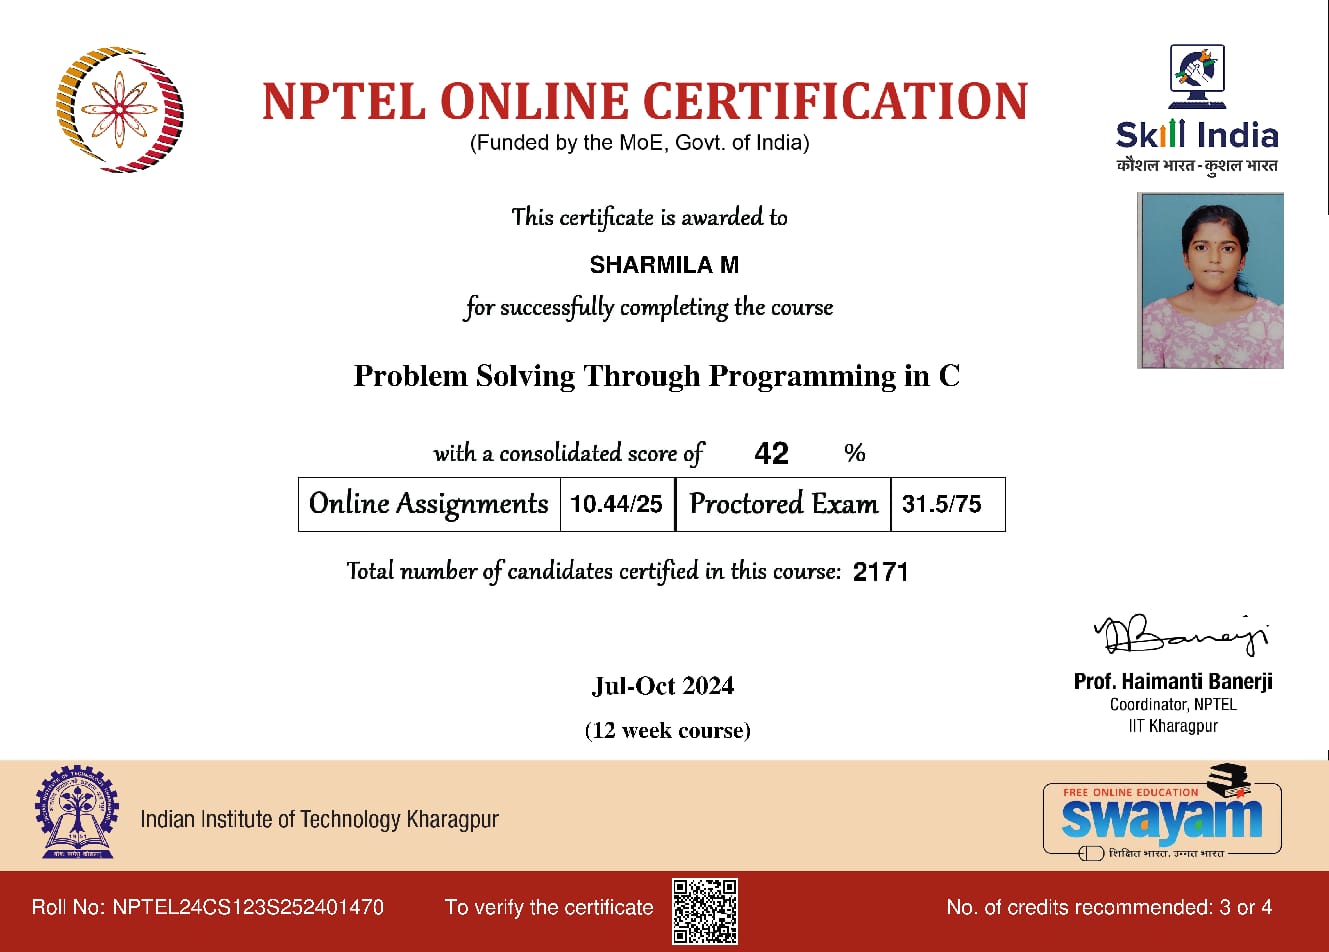 NPTEL ONLINE CERTIFICATION
(Funded by the MoE, Govt. of India)
Skill India
कौशल भारत - कुशल भारत
This certificate is awarded to
SHARMILA M
for successfully completing the course
Problem Solving Through Programming in C
with a consolidated score of 42 %
Online Assignments 10.44/25 Proctored Exam 31.5/75
Total number of candidates certified in this course: 2171
Jul-Oct 2024
(12 week course)
Prof. Haimanti Banerji
Coordinator, NPTEL
IIT Kharagpur
Indian Institute of Technology Kharagpur
FREE ONLINE EDUCATION
swayam
शिक्षित भारत, उन्नत भारत
Roll No: NPTEL24CS123S252401470 To verify the certificate No. of credits recommended: 3 or 4